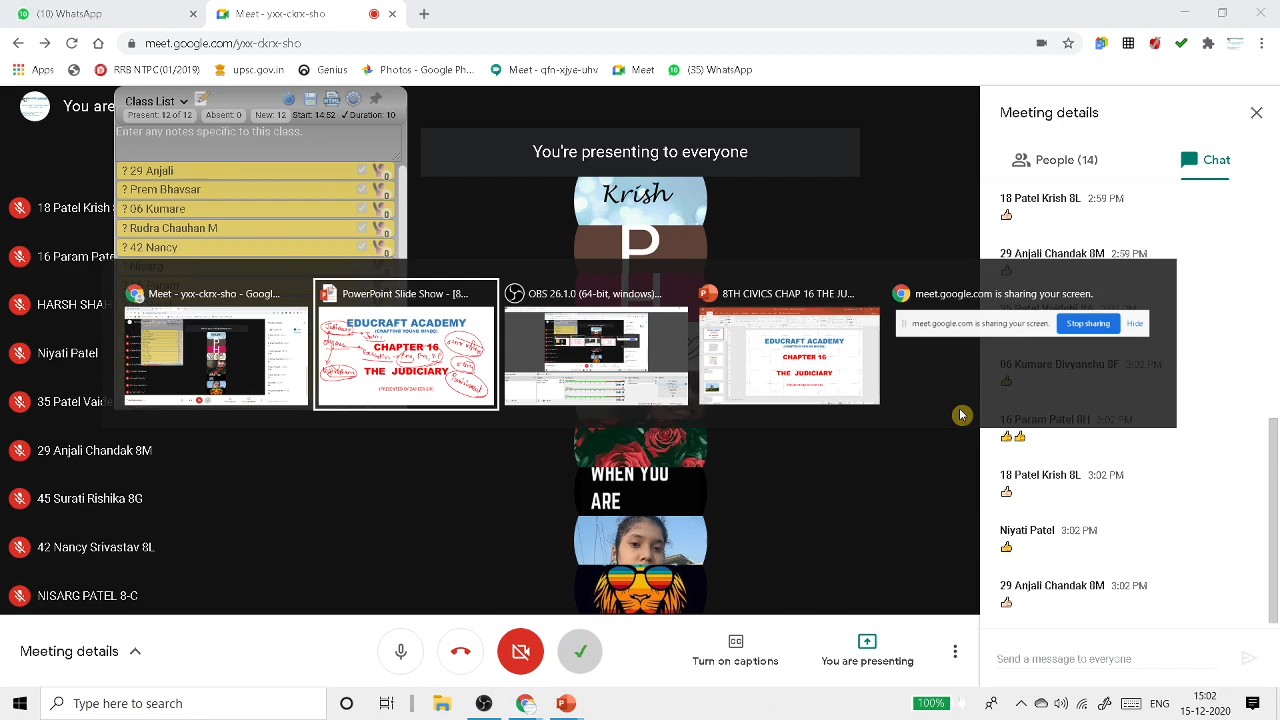 (10) WhatsApp
Meet - yxx-ckrx-sho
meet.google.com/yxx-ckrx-sho
Apps
RRB NTPC(01/2019)
upsc.govn
Genius
Photos - Google Ph...
Meet - qfn-xjye-uhv
Meet
(35) WhatsApp
You are
Class List
Present: 12 of 12
Absent: 0
New: 12
Start: 14:52
✓Duration: 10
Enter any notes specific to this class.
? 29 Anjali
? Prem Bhavsar
? 06 Kumare
? Rudra Chauhan M
? 42 Nancy
? Nisarg
You're presenting to everyone
Krish
P
18 Patel Krish
16 Param Pate
HARSH SHAH
Niyati
35 Patel
29 Anjali Chandak 8M
45 Surati Rishika 8G
42 Nancy Srivastav 8L
NISARG PATEL 8-C
Meet - yxx-ckrx-sho - Googl...
PowerPoint Slide Show - [8...
OBS 26.1.0 (64-bit, windows)...
8TH CIVICS CHAP 16 THE JU...
meet.google.com is sharing your scre...
EDUCRAFT ACADEMY
(CRAFTING YOUNG MINDS)
CHAPTER 16
THE JUDICIARY
EDUCRAFT ACADEMY
CHAPTER 16
THE JUDICIARY
meet.google.com is sharing your screen.
Stop sharing
Hide
WHEN YOU
ARE
Meeting details
People (14)
Chat
18 Patel Krish 8L 2:59 PM
29 Anjali Chandak 8M 2:59 PM
06 Kumare Divyanshu 8F 3:02 PM
16 Param Patel 8H 3:02 PM
18 Patel Krish 8L 3:02 PM
Niyati Patel 3:02 PM
29 Anjali Chandak 8M 3:02 PM
Send a message to everyone
Meeting details
Turn on captions
You are presenting
Type here to search
100%
ENG
15:02
15-12-2020